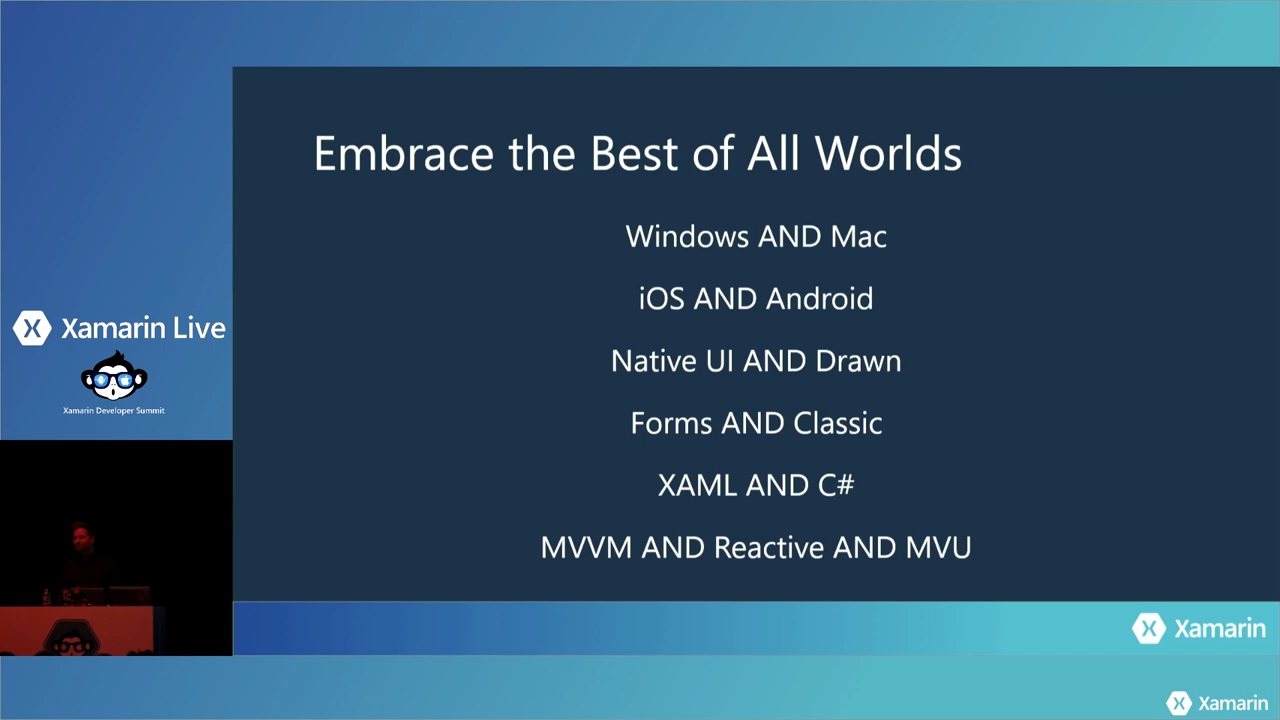 Embrace the Best of All Worlds
Windows AND Mac
iOS AND Android
Native UI AND Drawn
Forms AND Classic
XAML AND C#
MVVM AND Reactive AND MVU
X Xamarin Live
Xamarin Developer Summit
X Xamarin
X Xamarin